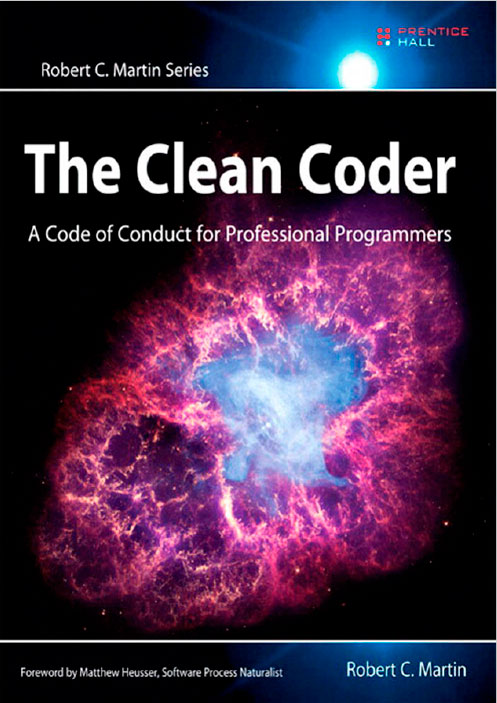 PRENTICE
HALL
Robert C. Martin Series
The Clean Coder
A Code of Conduct for Professional Programmers
Foreword by Matthew Heusser, Software Process Naturalist
Robert C. Martin